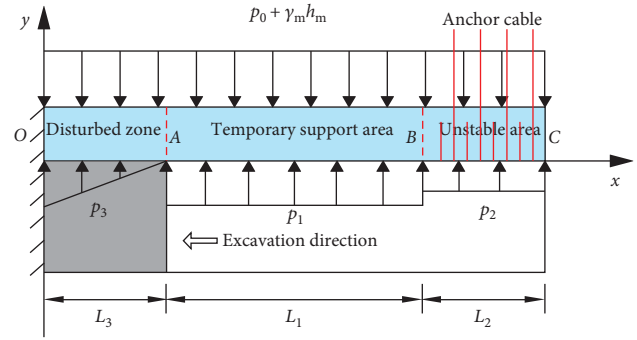 y
p₀ + γₘhₘ
Anchor cable
O
Disturbed zone
A
Temporary support area
B
Unstable area
C
x
p₃
p₁
p₂
Excavation direction
L₃
L₁
L₂